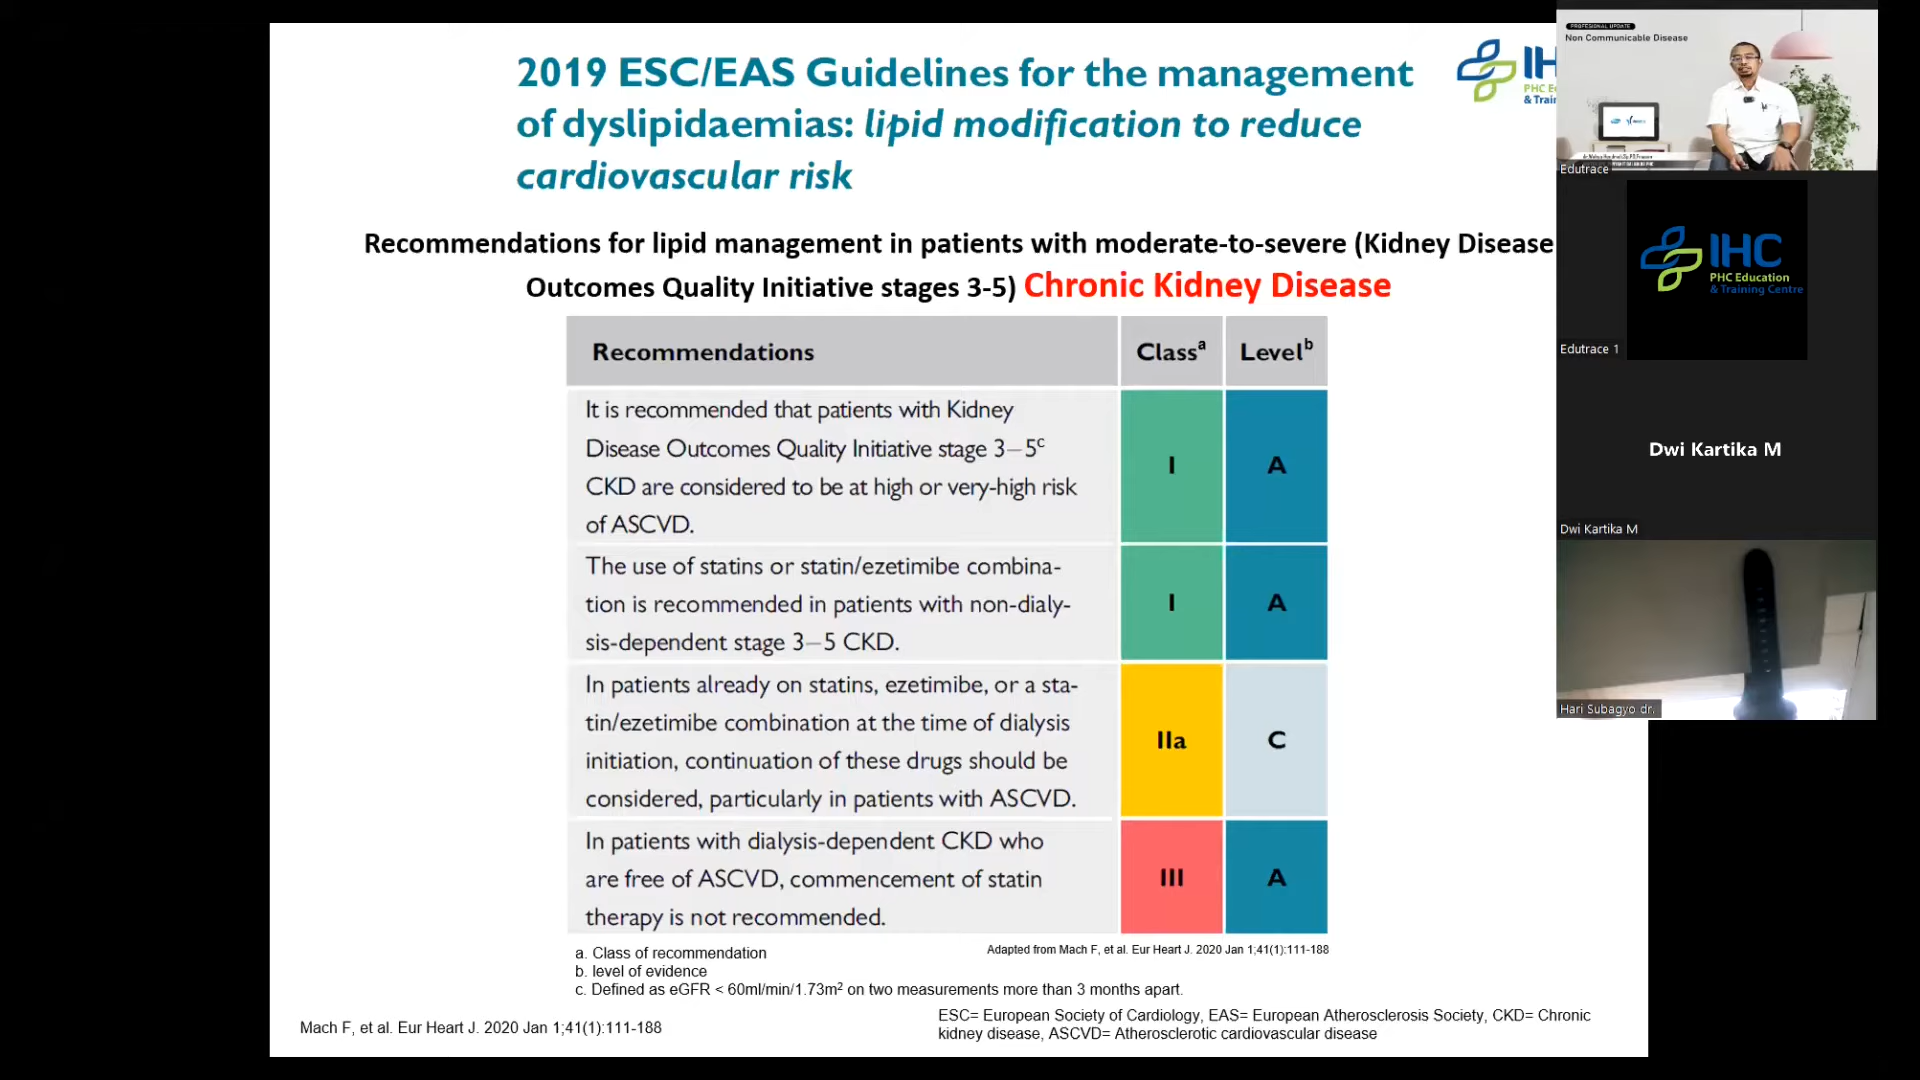 2019 ESC/EAS Guidelines for the management
of dyslipidaemias: lipid modification to reduce
cardiovascular risk
Recommendations for lipid management in patients with moderate-to-severe (Kidney Disease
Outcomes Quality Initiative stages 3-5) Chronic Kidney Disease
Recommendations Classᵃ Levelᵇ
It is recommended that patients with Kidney
Disease Outcomes Quality Initiative stage 3–5ᶜ
CKD are considered to be at high or very-high risk
of ASCVD.
I A
The use of statins or statin/ezetimibe combina-
tion is recommended in patients with non-dialy-
sis-dependent stage 3–5 CKD.
I A
In patients already on statins, ezetimibe, or a sta-
tin/ezetimibe combination at the time of dialysis
initiation, continuation of these drugs should be
considered, particularly in patients with ASCVD.
IIa C
In patients with dialysis-dependent CKD who
are free of ASCVD, commencement of statin
therapy is not recommended.
III A
a. Class of recommendation
b. level of evidence
c. Defined as eGFR < 60ml/min/1.73m² on two measurements more than 3 months apart.
Adapted from Mach F, et al. Eur Heart J. 2020 Jan 1;41(1):111-188
Mach F, et al. Eur Heart J. 2020 Jan 1;41(1):111-188
ESC= European Society of Cardiology, EAS= European Atherosclerosis Society, CKD= Chronic
kidney disease, ASCVD= Atherosclerotic cardiovascular disease
PROFESIONAL UPDATE
Non Communicable Disease
Edutrace
IHC
PHC Education
& Training Centre
Edutrace 1
Dwi Kartika M
Dwi Kartika M
Hari Subagyo dr.